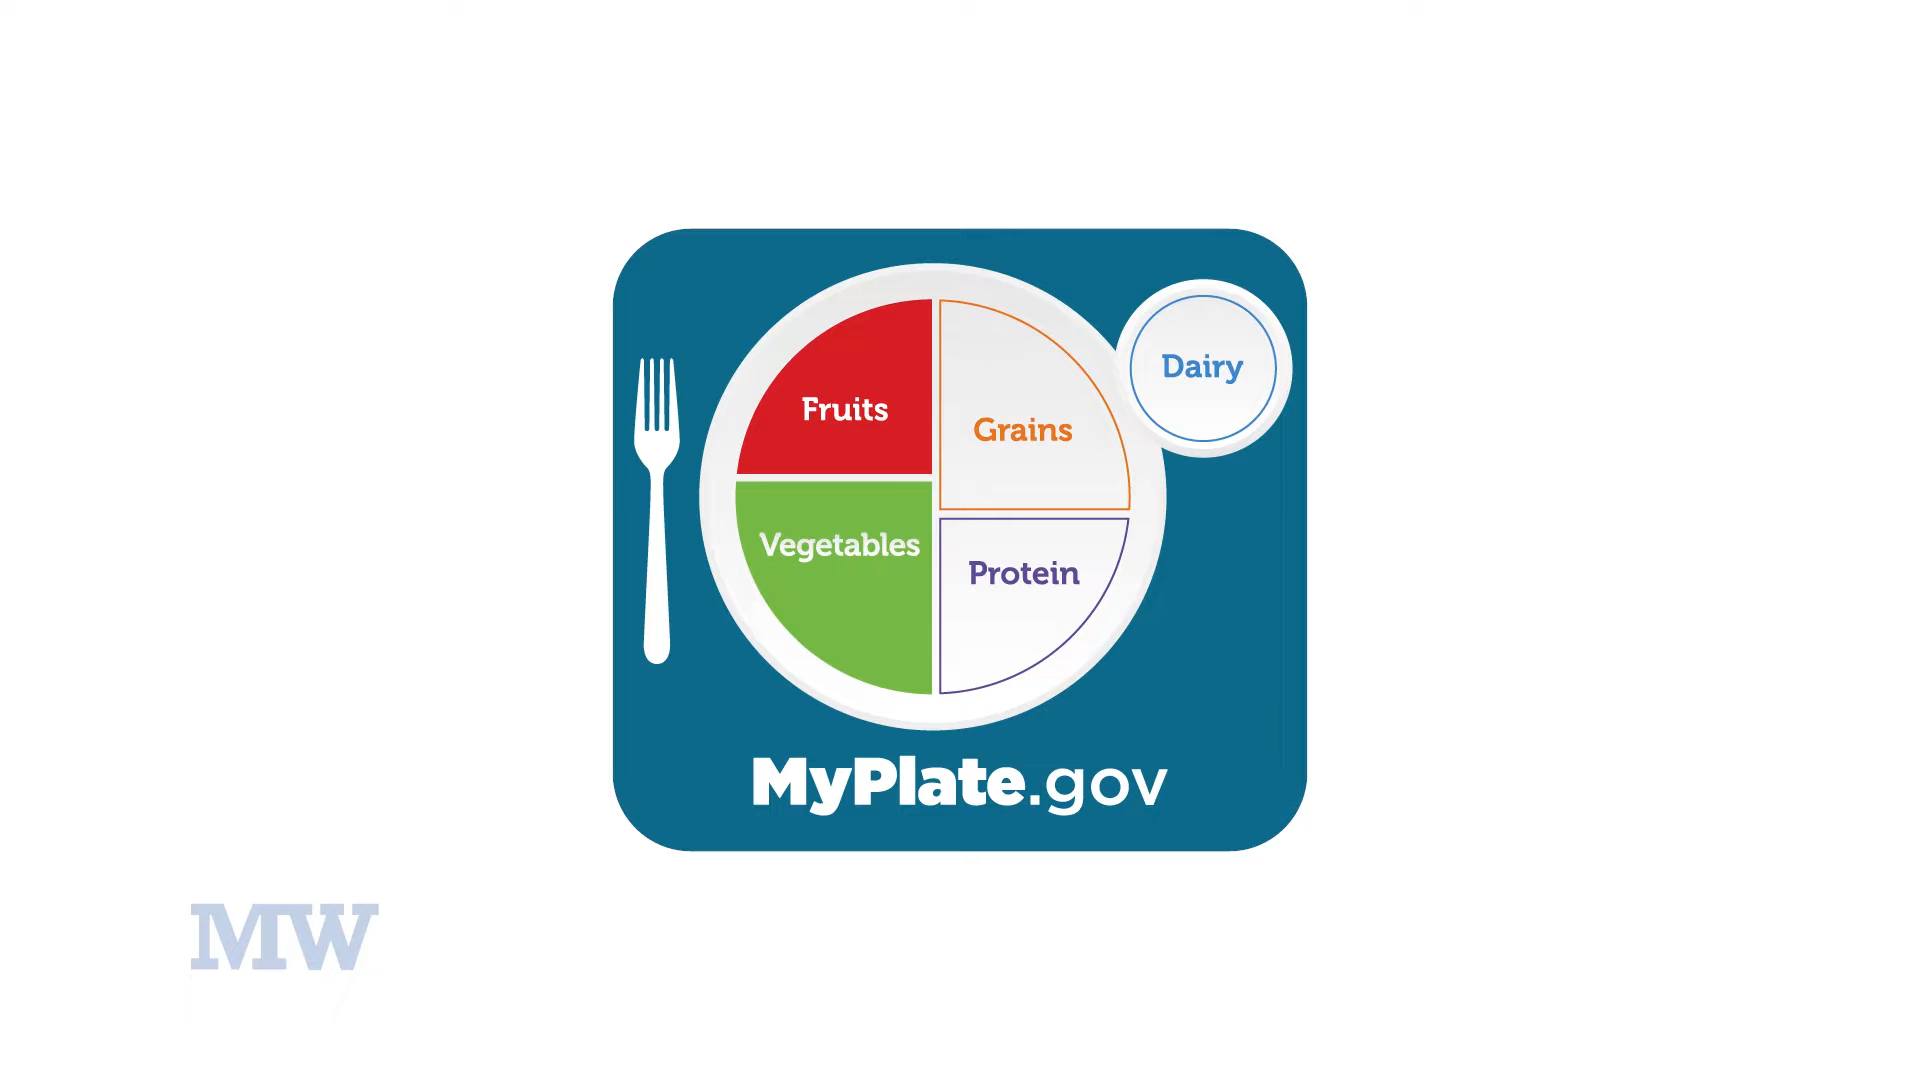 Fruits
Grains
Dairy
Vegetables
Protein
MyPlate.gov
MW